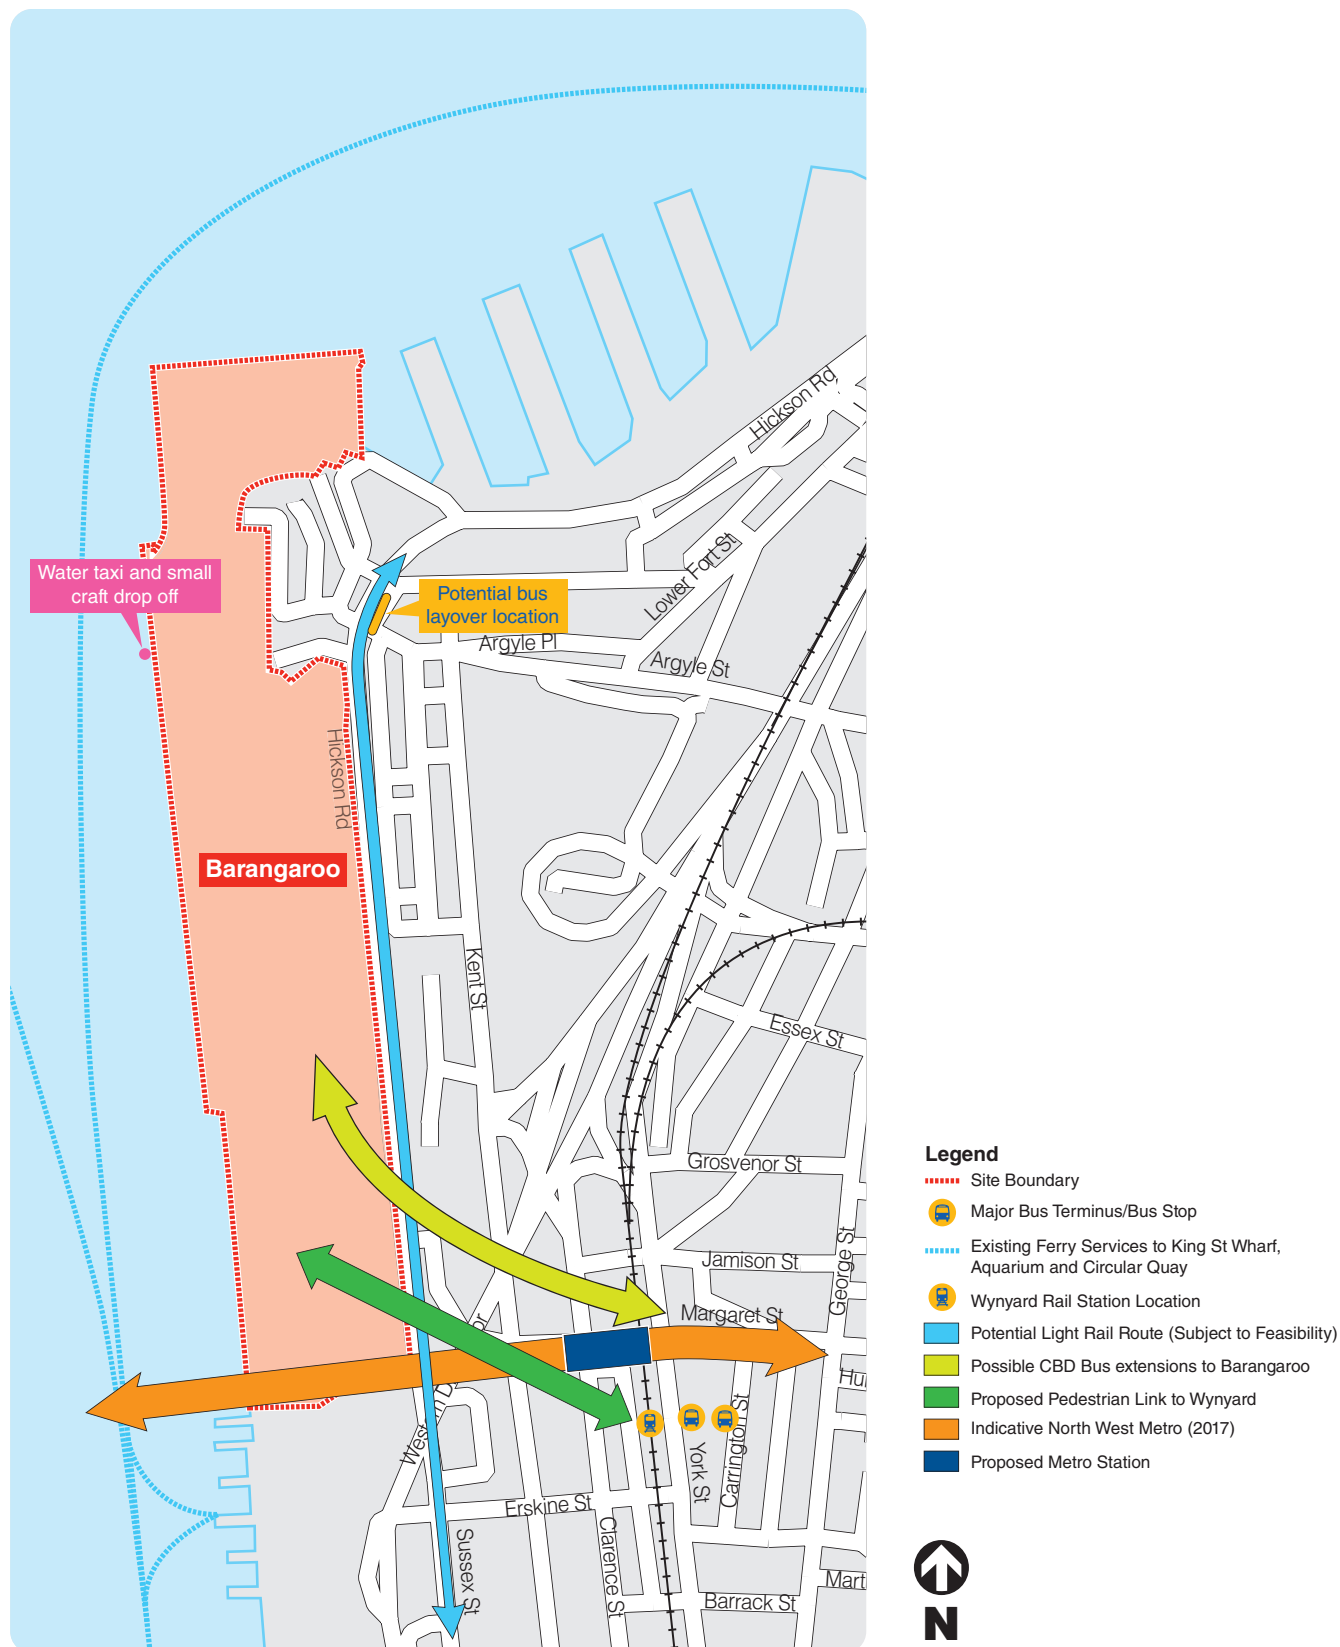 Hickson Rd
Lower Fort St
Water taxi and small
craft drop off
Potential bus
layover location
Argyle Pl
Argyle St
Hickson Rd
Barangaroo
Kent St
Essex St
Grosvenor St
Jamison St
George St
Margaret St
York St
Carrington St
Erskine St
Clarence St
Sussex St
Barrack St
Legend
Site Boundary
Major Bus Terminus/Bus Stop
Existing Ferry Services to King St Wharf,
Aquarium and Circular Quay
Wynyard Rail Station Location
Potential Light Rail Route (Subject to Feasibility)
Possible CBD Bus extensions to Barangaroo
Proposed Pedestrian Link to Wynyard
Indicative North West Metro (2017)
Proposed Metro Station
N